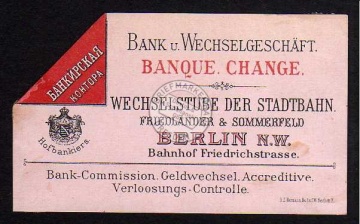 БАНКИРСКАЯ
КОНТОРА
BANK U. WECHSELGESCHÄFT.
BANQUE. CHANGE.
WECHSELSTUBE DER STADTBAHN.
FRIEDLÄNDER & SOMMERFELD
BERLIN N.W.
Bahnhof Friedrichstrasse.
Hofbankiers.
Bank-Commission. Geldwechsel. Accreditive.
Verloosungs-Controlle.